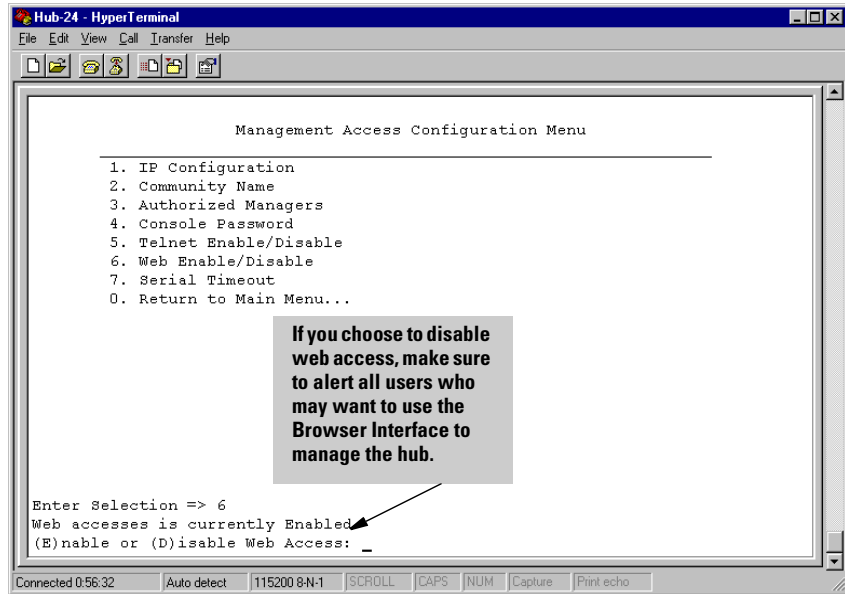 Hub-24 - HyperTerminal
File Edit View Call Transfer Help
Management Access Configuration Menu
1. IP Configuration
2. Community Name
3. Authorized Managers
4. Console Password
5. Telnet Enable/Disable
6. Web Enable/Disable
7. Serial Timeout
0. Return to Main Menu...
If you choose to disable
web access, make sure
to alert all users who
may want to use the
Browser Interface to
manage the hub.
Enter Selection => 6
Web accesses is currently Enabled
(E)nable or (D)isable Web Access: _
Connected 0:56:32 Auto detect 115200 8-N-1 SCROLL CAPS NUM Capture Print echo